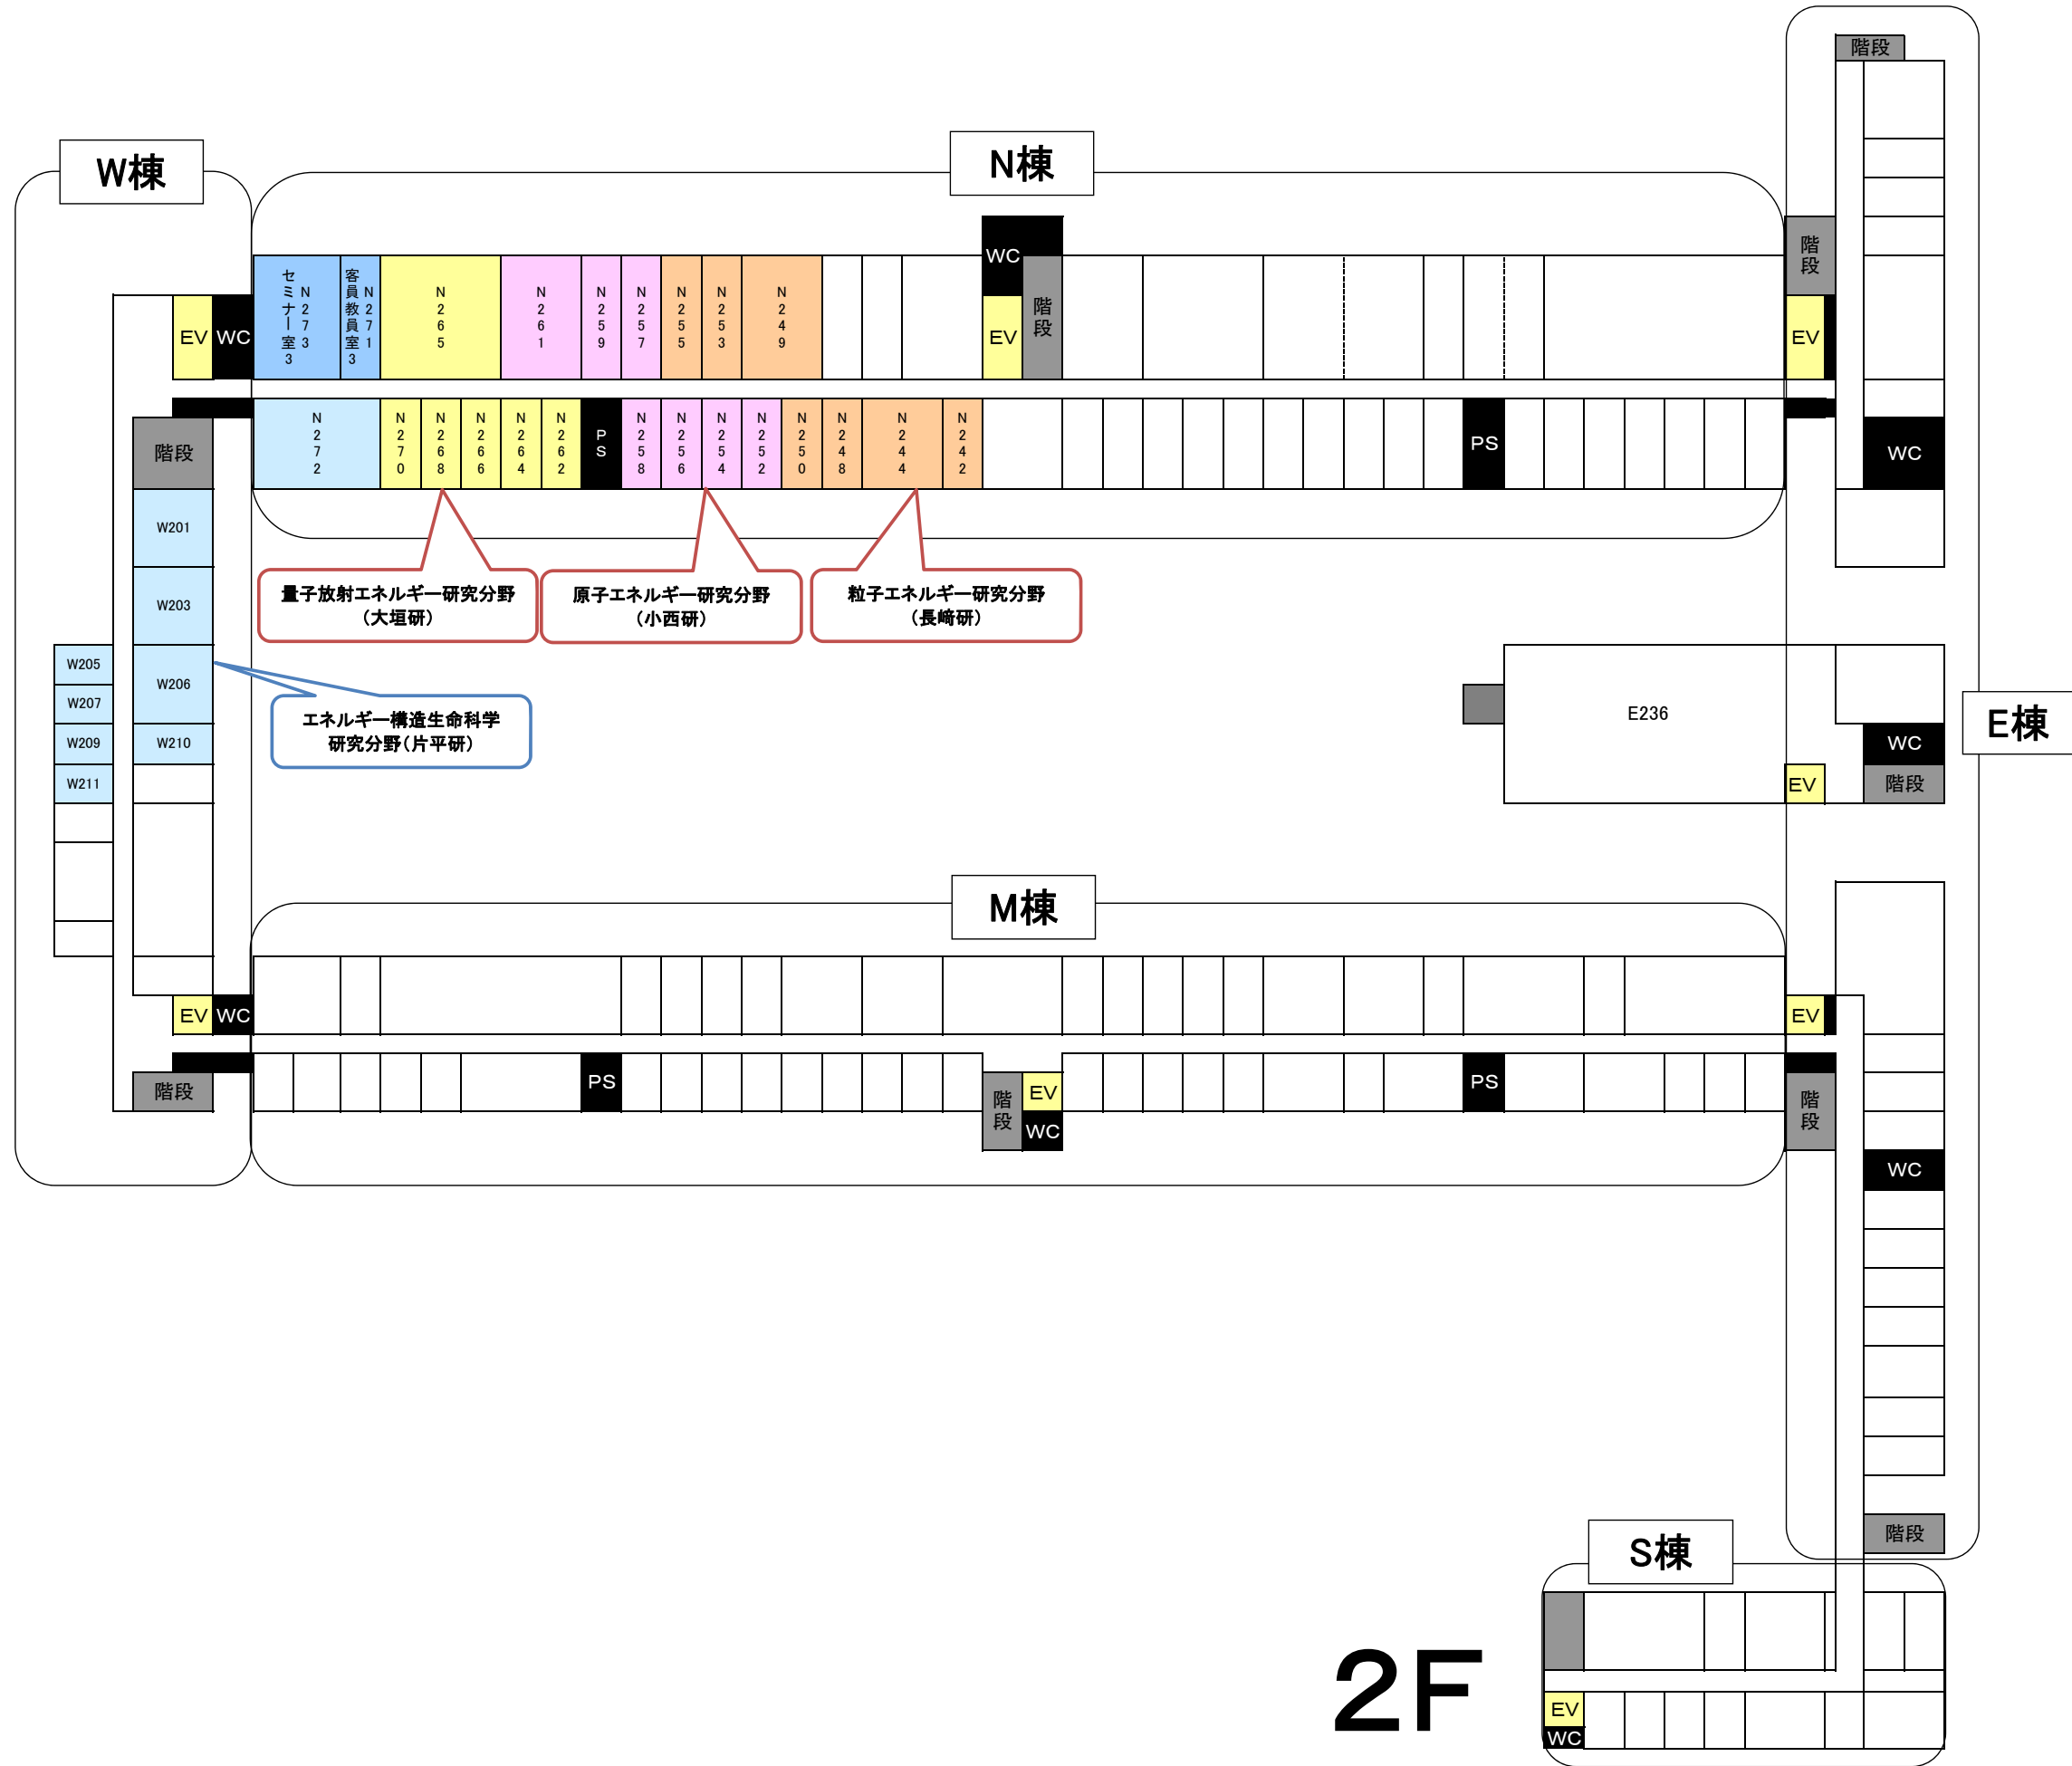 階段
W棟
N棟
WC
階段
EV
WC
セミナー室3
N273
客員教員室3
N271
N265
N261
N259
N257
N255
N253
N249
EV
階段
EV
階段
N272
N270
N268
N266
N264
N262
PS
N258
N256
N254
N252
N250
N248
N244
N242
PS
WC
W201
量子放射エネルギー研究分野
(大垣研)
原子エネルギー研究分野
(小西研)
粒子エネルギー研究分野
(長﨑研)
W203
W205
W206
W207
エネルギー構造生命科学
研究分野(片平研)
E236
E棟
W209
W210
WC
W211
EV
階段
M棟
EV
WC
EV
階段
PS
階段
EV
WC
PS
階段
WC
階段
S棟
2F
EV
WC